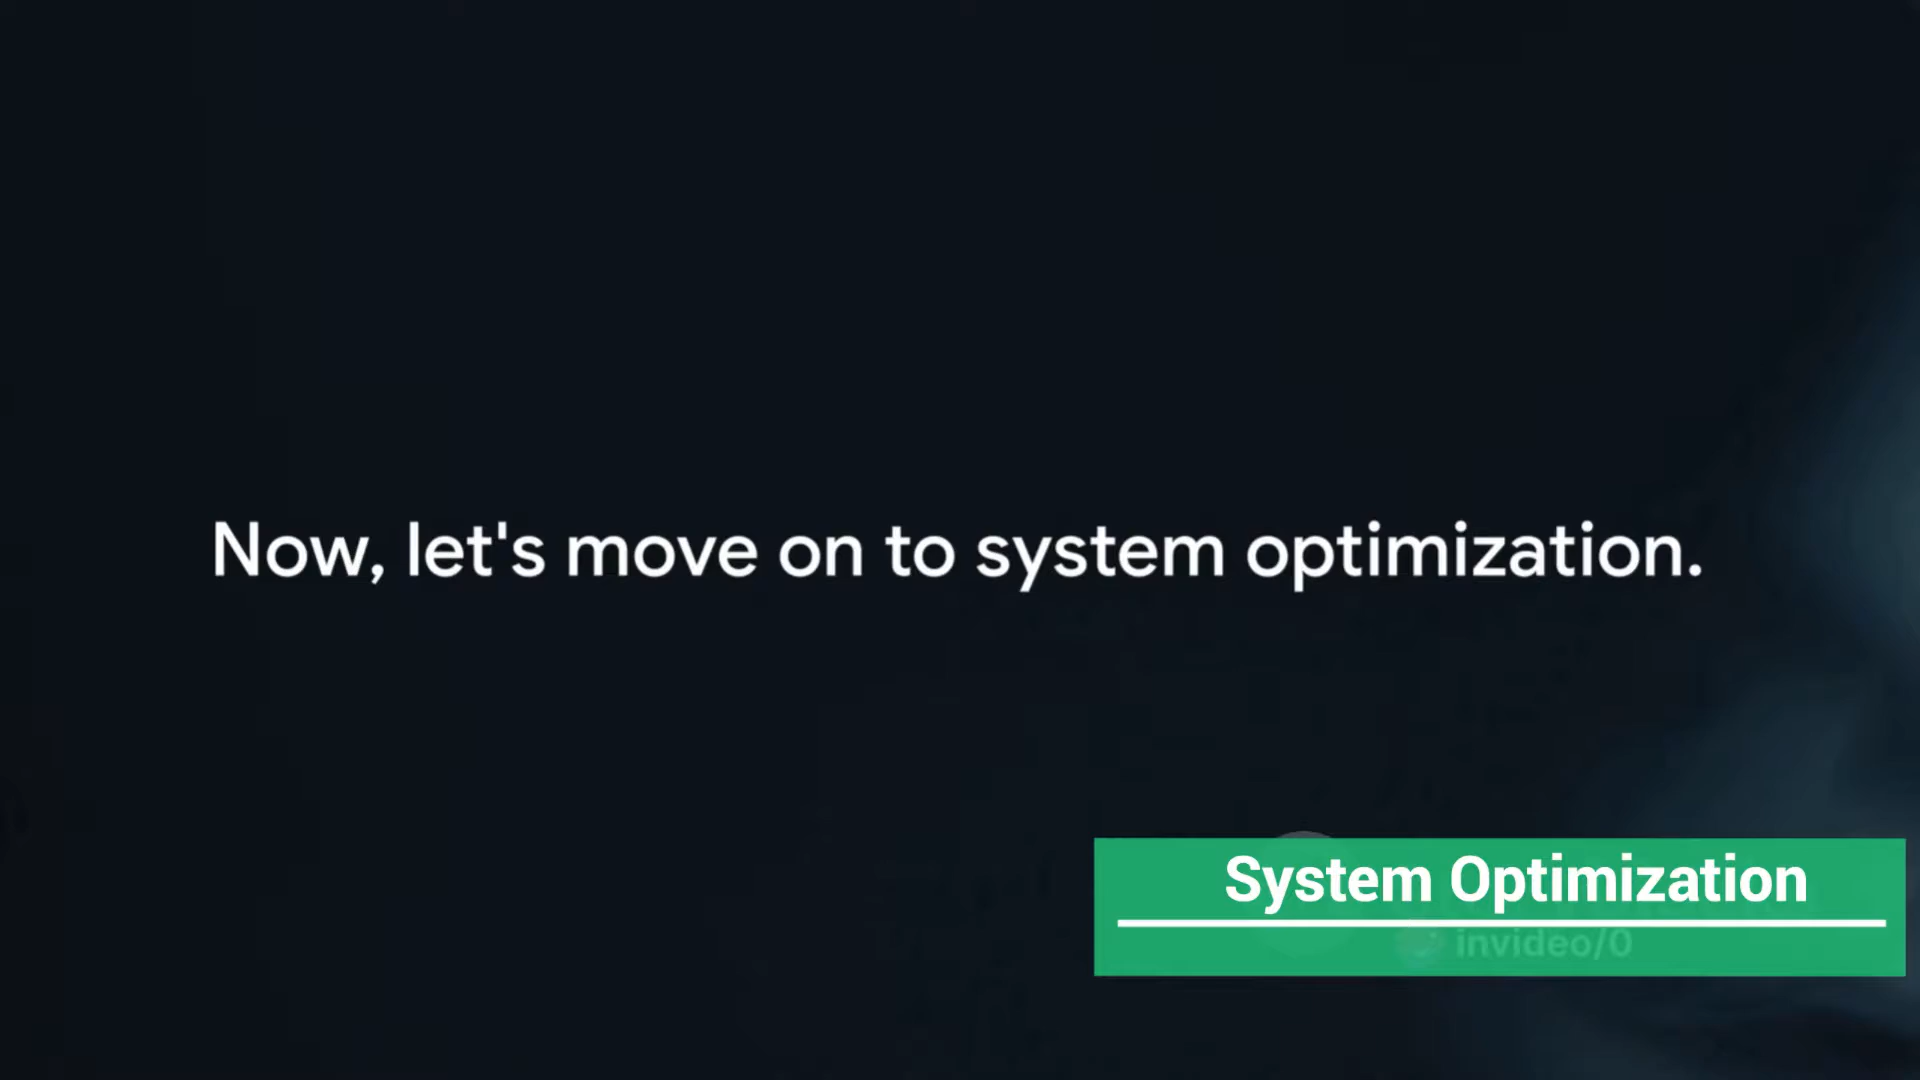 Now, let's move on to system optimization.
System Optimization
invideo/0